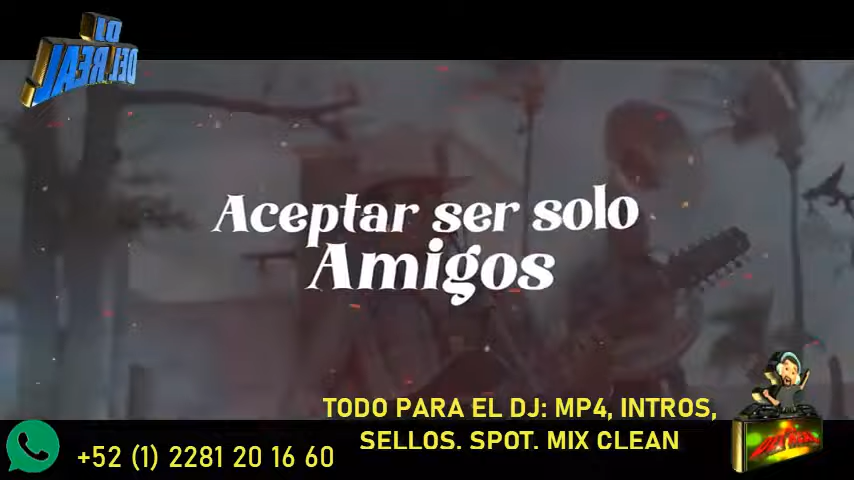 DJ
DEL REAL
Aceptar ser solo
Amigos
TODO PARA EL DJ: MP4, INTROS,
SELLOS. SPOT. MIX CLEAN
+52 (1) 2281 20 16 60